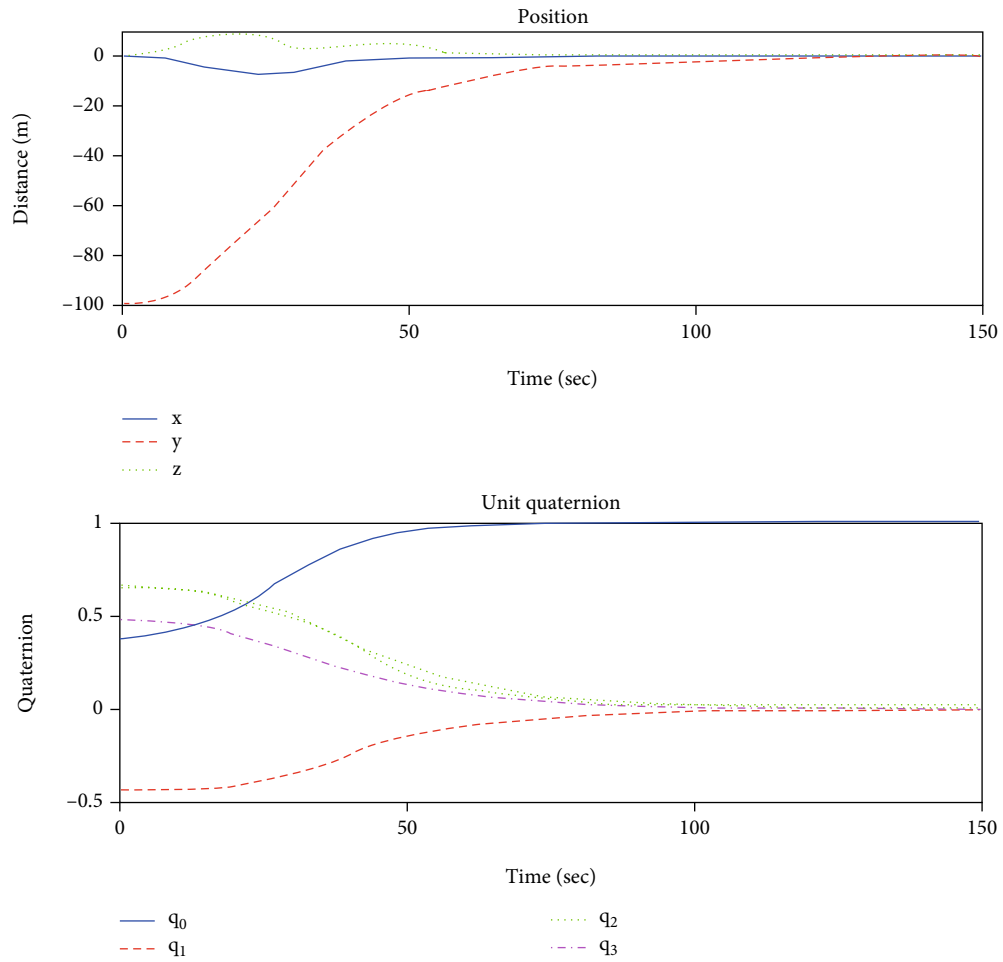 Position
0
−20
−40
−60
−80
−100
Distance (m)
0 50 100 150
Time (sec)
x
y
z
Unit quaternion
1
0.5
0
−0.5
Quaternion
0 50 100 150
Time (sec)
q0 q2
q1 q3